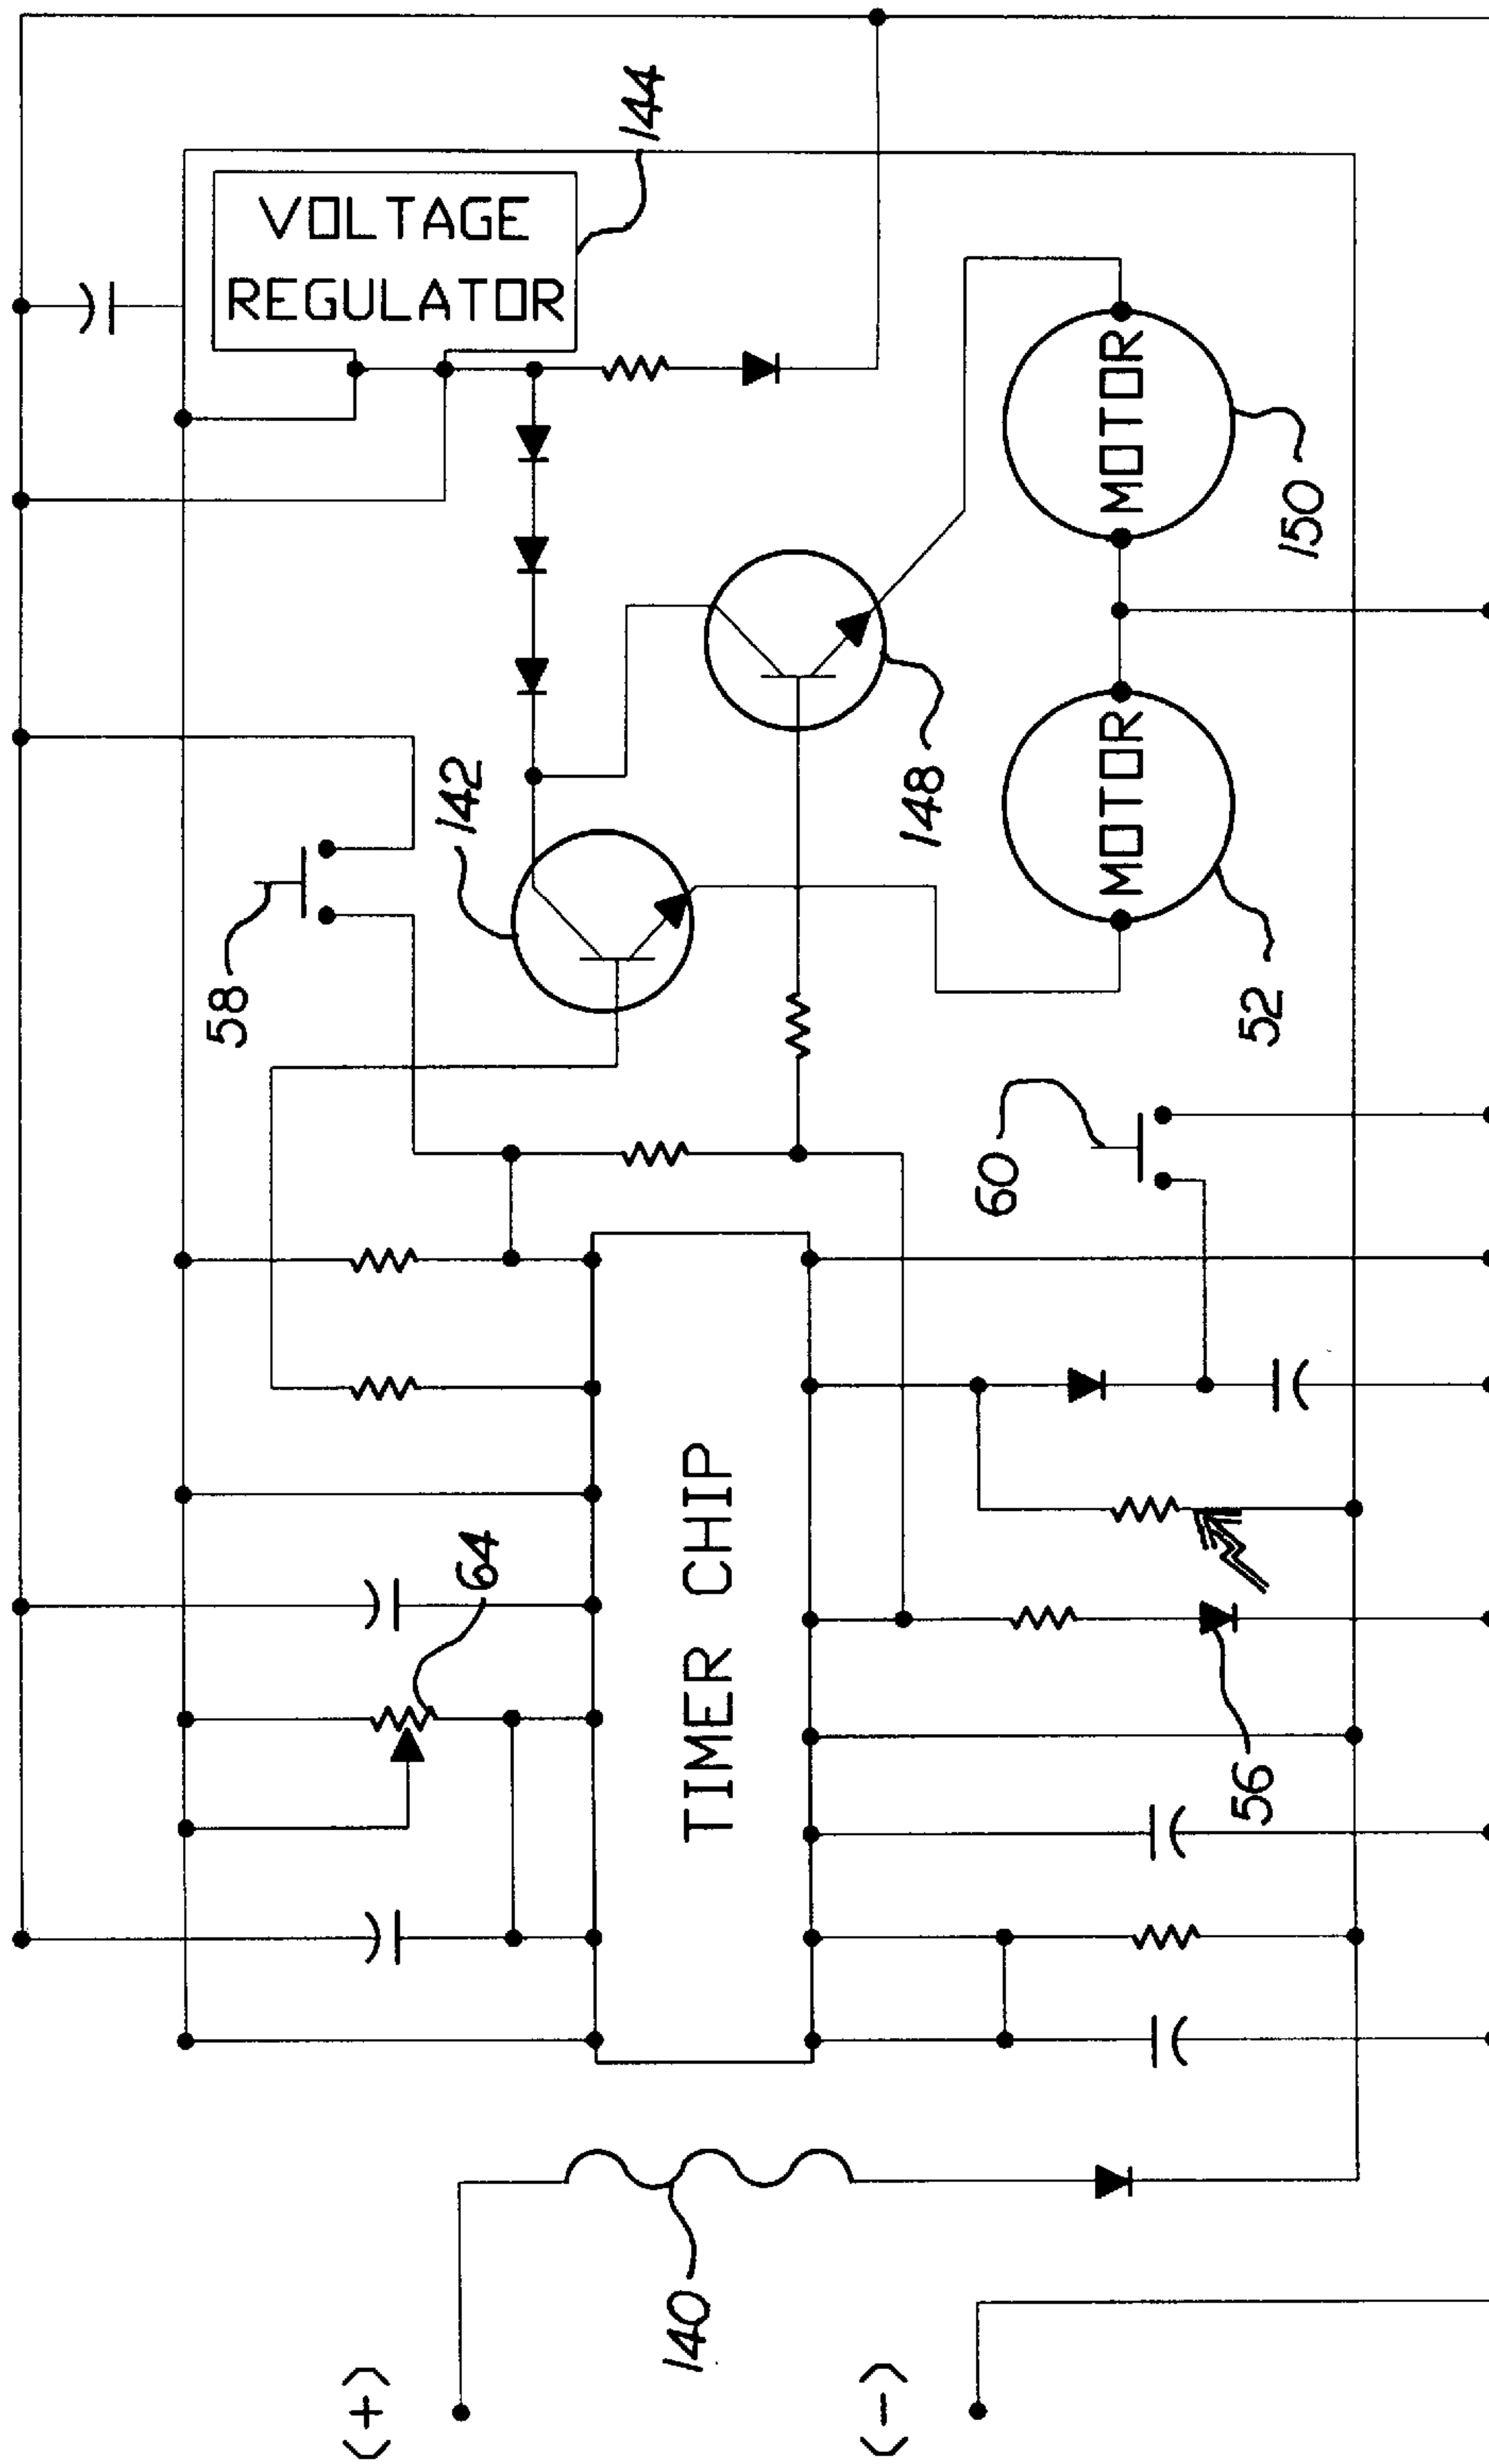 VOLTAGE
REGULATOR
144
142
148
58
MOTOR
150
MOTOR
52
60
64
TIMER CHIP
56
140
(+)
(-)